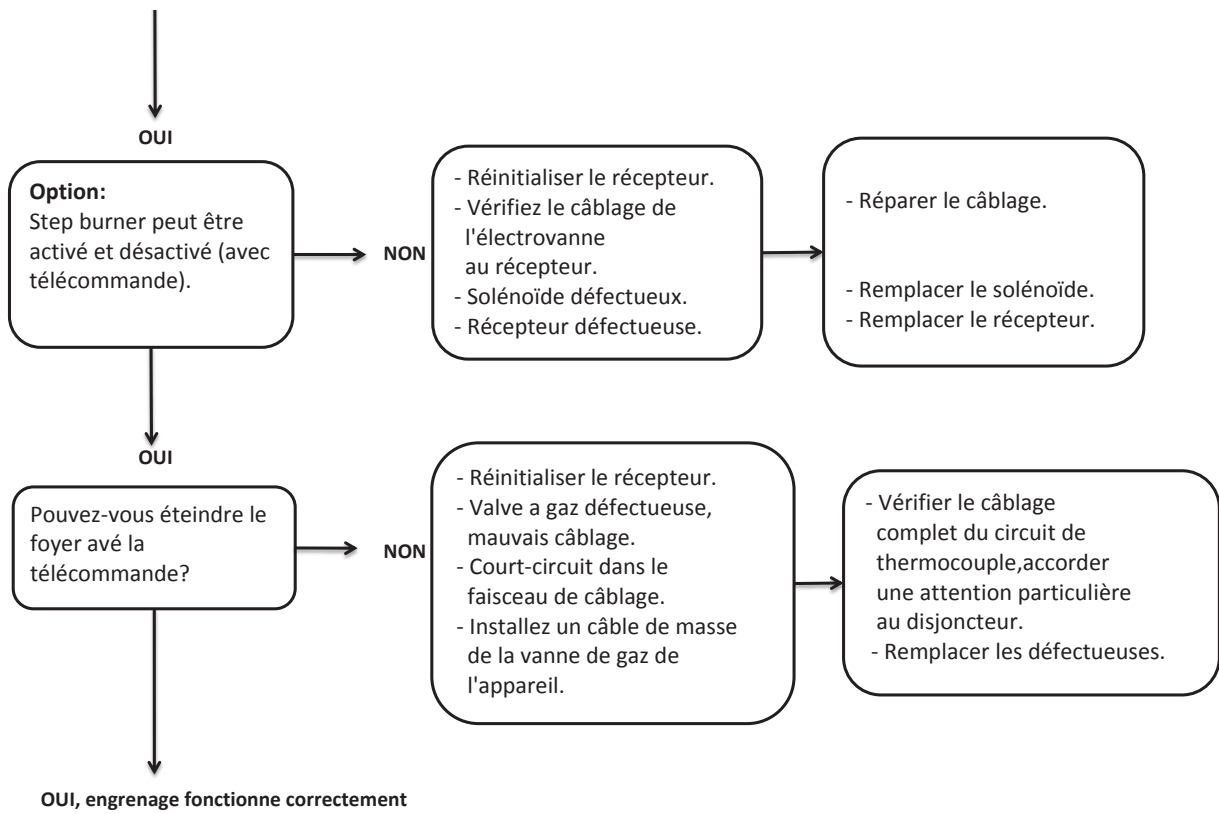 OUI
Option:
Step burner peut être
activé et désactivé (avec
télécommande).
NON
- Réinitialiser le récepteur.
- Vérifiez le câblage de
l'électrovanne
au récepteur.
- Solénoïde défectueux.
- Récepteur défectueuse.
- Réparer le câblage.
- Remplacer le solénoïde.
- Remplacer le récepteur.
OUI
Pouvez-vous éteindre le
foyer avé la
télécommande?
NON
- Réinitialiser le récepteur.
- Valve a gaz défectueuse,
mauvais câblage.
- Court-circuit dans le
faisceau de câblage.
- Installez un câble de masse
de la vanne de gaz de
l'appareil.
- Vérifier le câblage
complet du circuit de
thermocouple,accorder
une attention particulière
au disjoncteur.
- Remplacer les défectueuses.
OUI, engrenage fonctionne correctement